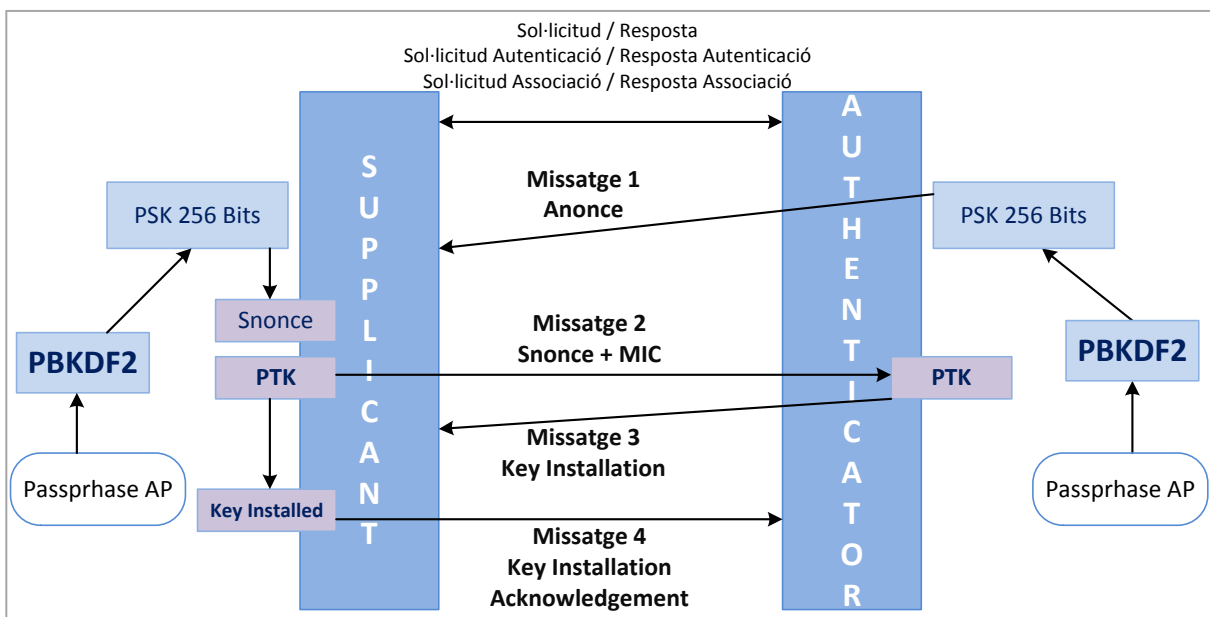 Sol·licitud / Resposta
Sol·licitud Autenticació / Resposta Autenticació
Sol·licitud Associació / Resposta Associació
SUPPLICANT
AUTHENTICATOR
Missatge 1
Anonce
PSK 256 Bits
PSK 256 Bits
Snonce
Missatge 2
Snonce + MIC
PBKDF2
PBKDF2
PTK
PTK
Missatge 3
Key Installation
Passprhase AP
Passprhase AP
Key Installed
Missatge 4
Key Installation
Acknowledgement